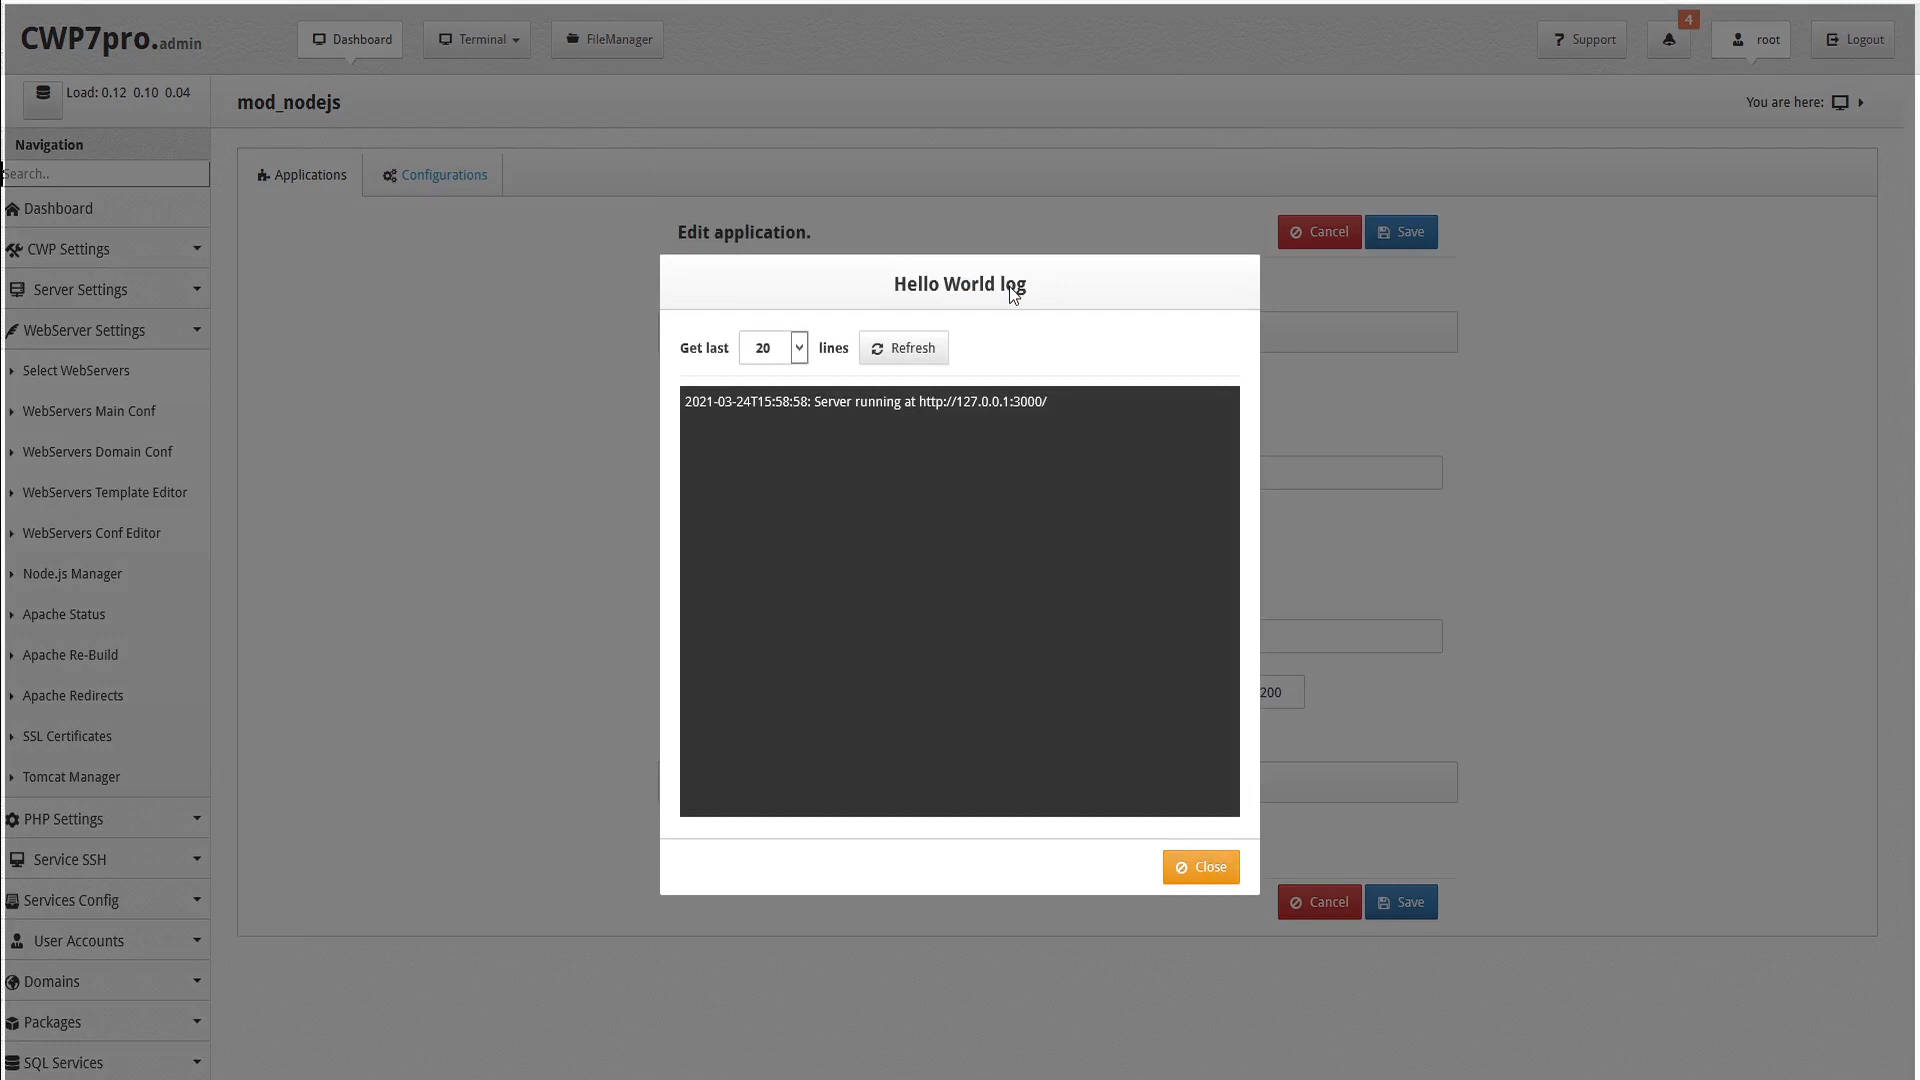 CWP7pro.admin
Dashboard
Terminal
FileManager
Support
4
root
Logout
Load: 0.12 0.10 0.04
mod_nodejs
You are here:
Navigation
Search..
Dashboard
CWP Settings
Server Settings
WebServer Settings
Select WebServers
WebServers Main Conf
WebServers Domain Conf
WebServers Template Editor
WebServers Conf Editor
Node.js Manager
Apache Status
Apache Re-Build
Apache Redirects
SSL Certificates
Tomcat Manager
PHP Settings
Service SSH
Services Config
User Accounts
Domains
Packages
SQL Services
Applications
Configurations
Edit application.
Cancel
Save
Hello World log
Get last 20 lines Refresh
2021-03-24T15:58:58: Server running at http://127.0.0.1:3000/
200
Close
Cancel
Save